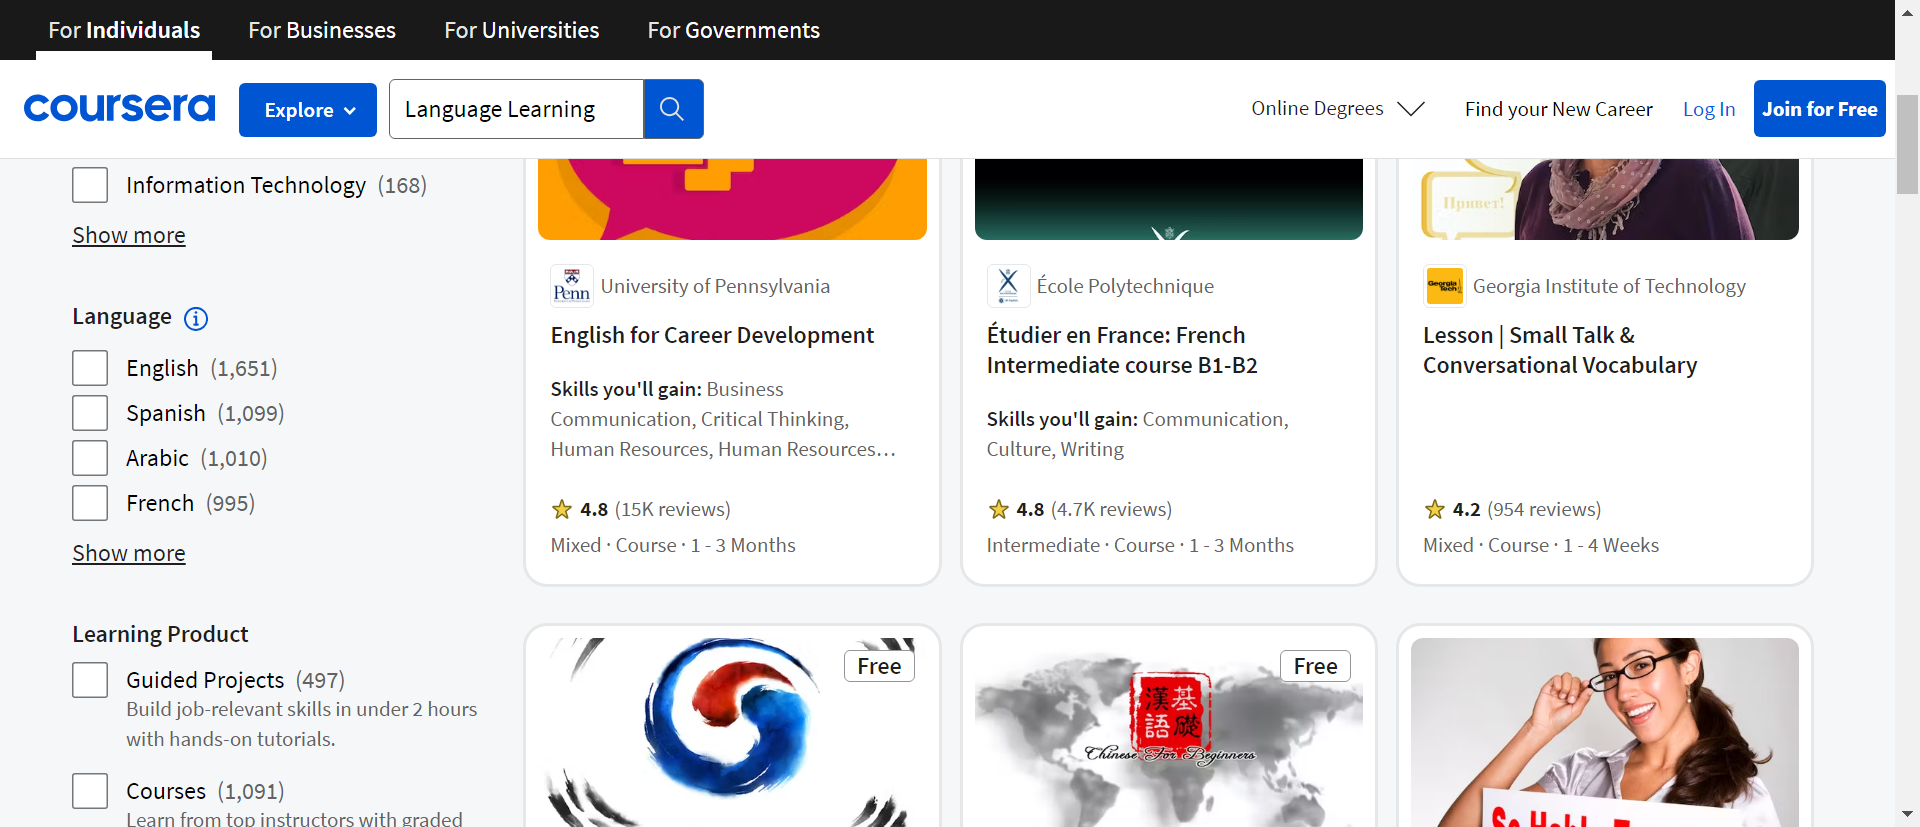 For Individuals
For Businesses
For Universities
For Governments
coursera
Explore
Language Learning
Online Degrees
Find your New Career
Log In
Join for Free
Information Technology (168)
Show more
Language
English (1,651)
Spanish (1,099)
Arabic (1,010)
French (995)
Show more
Learning Product
Guided Projects (497)
Build job-relevant skills in under 2 hours
with hands-on tutorials.
Courses (1,091)
Learn from top instructors with graded
Penn
University of Pennsylvania
English for Career Development
Skills you'll gain: Business
Communication, Critical Thinking,
Human Resources, Human Resources…
4.8 (15K reviews)
Mixed · Course · 1 - 3 Months
École Polytechnique
Étudier en France: French
Intermediate course B1-B2
Skills you'll gain: Communication,
Culture, Writing
4.8 (4.7K reviews)
Intermediate · Course · 1 - 3 Months
Привет!
Georgia
Tech
Georgia Institute of Technology
Lesson | Small Talk &
Conversational Vocabulary
4.2 (954 reviews)
Mixed · Course · 1 - 4 Weeks
Free
Free
漢基
語礎
Chinese For Beginners